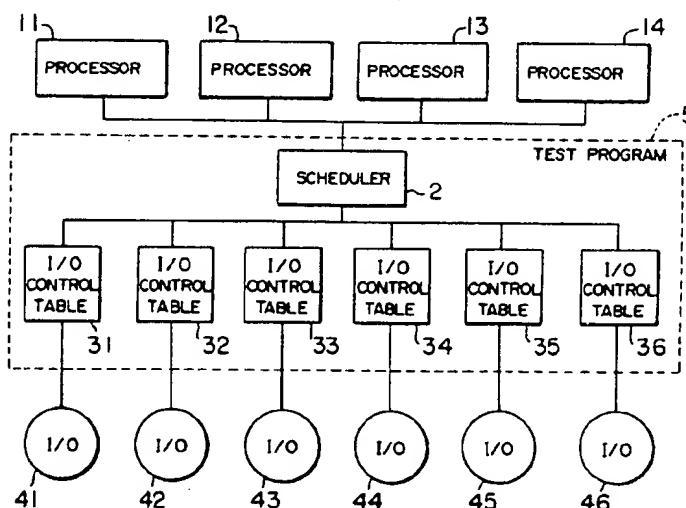 11 12 13 14
PROCESSOR PROCESSOR PROCESSOR PROCESSOR
5
TEST PROGRAM
SCHEDULER
2
I/O I/O I/O I/O I/O I/O
CONTROL CONTROL CONTROL CONTROL CONTROL CONTROL
TABLE TABLE TABLE TABLE TABLE TABLE
31 32 33 34 35 36
I/O I/O I/O I/O I/O I/O
41 42 43 44 45 46